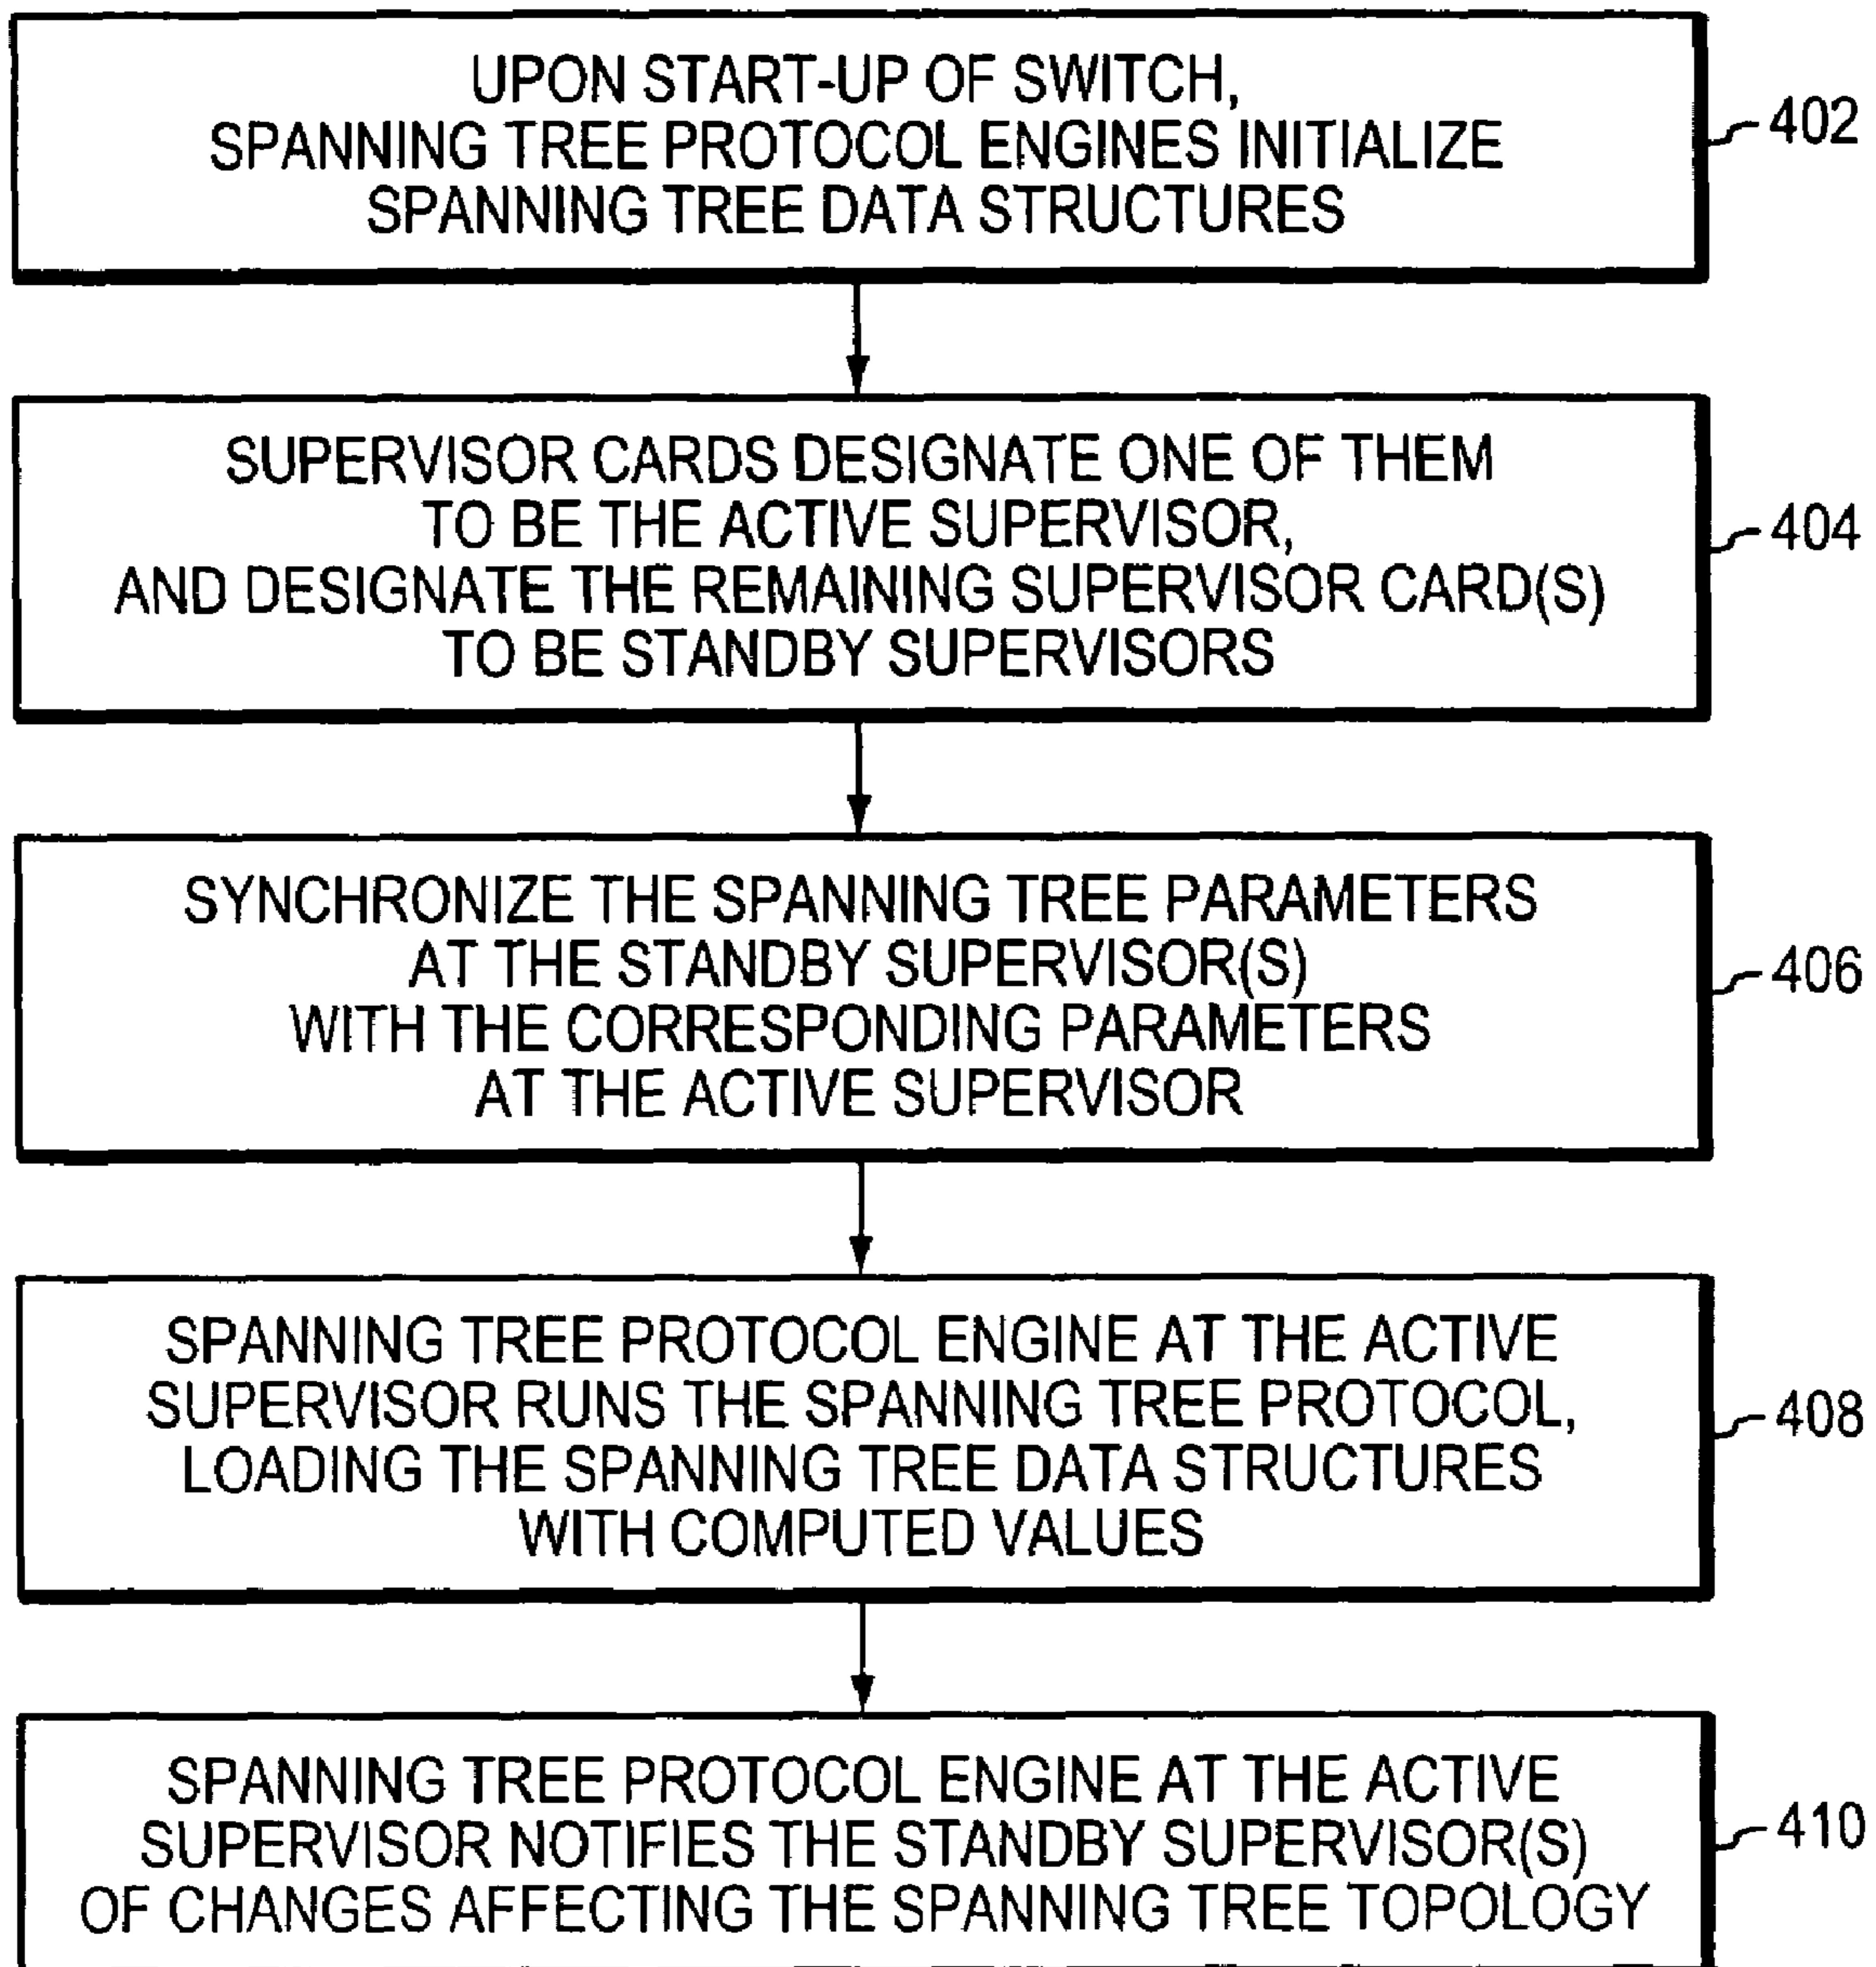 UPON START-UP OF SWITCH,
SPANNING TREE PROTOCOL ENGINES INITIALIZE
SPANNING TREE DATA STRUCTURES
402
SUPERVISOR CARDS DESIGNATE ONE OF THEM
TO BE THE ACTIVE SUPERVISOR,
AND DESIGNATE THE REMAINING SUPERVISOR CARD(S)
TO BE STANDBY SUPERVISORS
404
SYNCHRONIZE THE SPANNING TREE PARAMETERS
AT THE STANDBY SUPERVISOR(S)
WITH THE CORRESPONDING PARAMETERS
AT THE ACTIVE SUPERVISOR
406
SPANNING TREE PROTOCOL ENGINE AT THE ACTIVE
SUPERVISOR RUNS THE SPANNING TREE PROTOCOL,
LOADING THE SPANNING TREE DATA STRUCTURES
WITH COMPUTED VALUES
408
SPANNING TREE PROTOCOL ENGINE AT THE ACTIVE
SUPERVISOR NOTIFIES THE STANDBY SUPERVISOR(S)
OF CHANGES AFFECTING THE SPANNING TREE TOPOLOGY
410